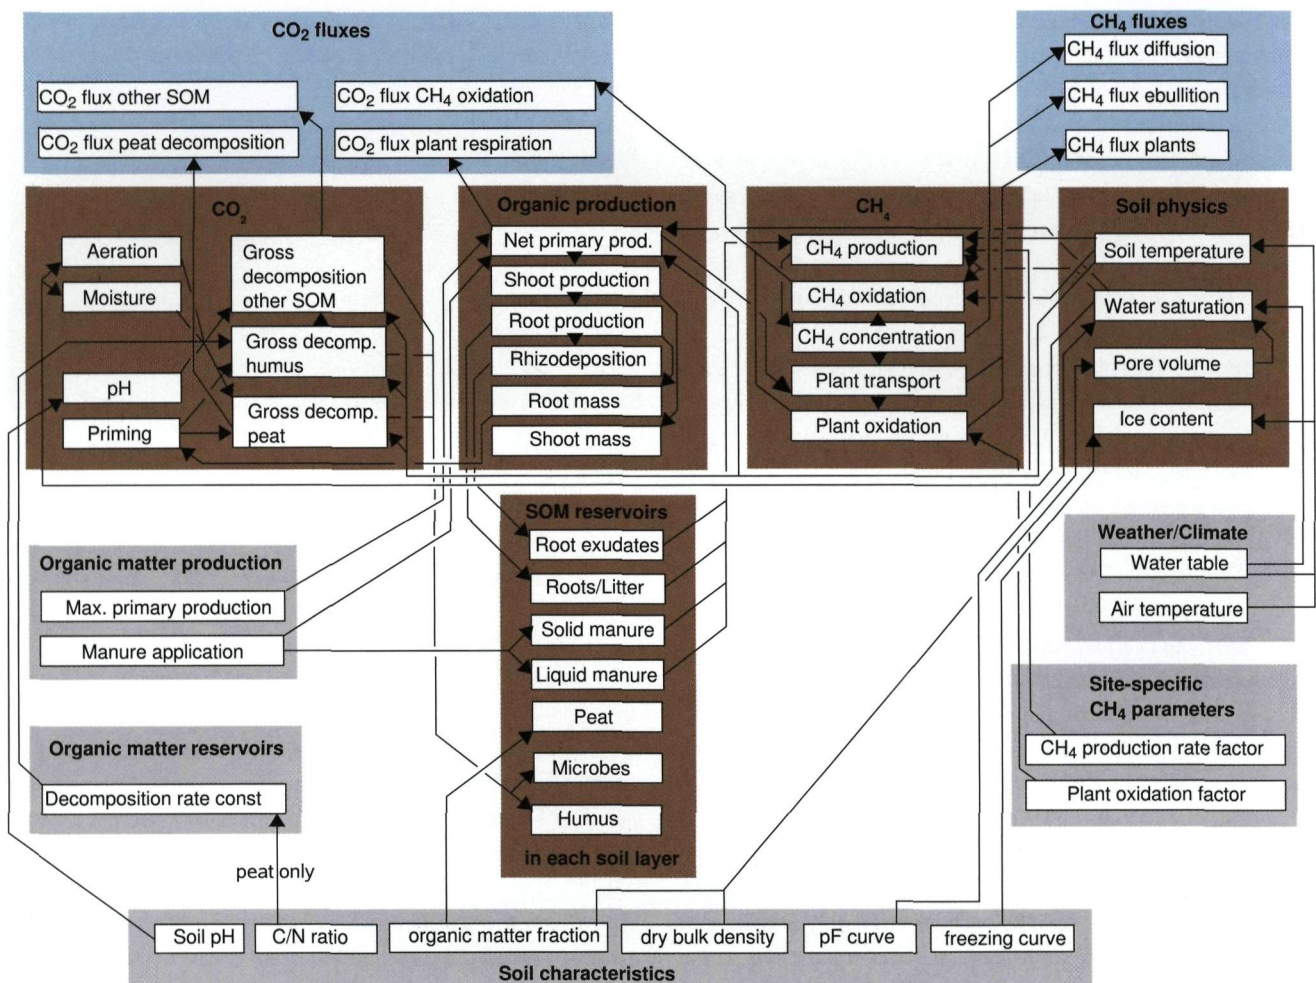 CO₂ fluxes
CO₂ flux other SOM
CO₂ flux CH₄ oxidation
CO₂ flux peat decomposition
CO₂ flux plant respiration
CH₄ fluxes
CH₄ flux diffusion
CH₄ flux ebullition
CH₄ flux plants
CO₂
Aeration
Moisture
pH
Priming
Gross
decomposition
other SOM
Gross decomp.
humus
Gross decomp.
peat
Organic production
Net primary prod.
Shoot production
Root production
Rhizodeposition
Root mass
Shoot mass
CH₄
CH₄ production
CH₄ oxidation
CH₄ concentration
Plant transport
Plant oxidation
Soil physics
Soil temperature
Water saturation
Pore volume
Ice content
SOM reservoirs
Root exudates
Roots/Litter
Solid manure
Liquid manure
Peat
Microbes
Humus
in each soil layer
Organic matter production
Max. primary production
Manure application
Organic matter reservoirs
Decomposition rate const
peat only
Weather/Climate
Water table
Air temperature
Site-specific
CH₄ parameters
CH₄ production rate factor
Plant oxidation factor
Soil pH
C/N ratio
organic matter fraction
dry bulk density
pF curve
freezing curve
Soil characteristics